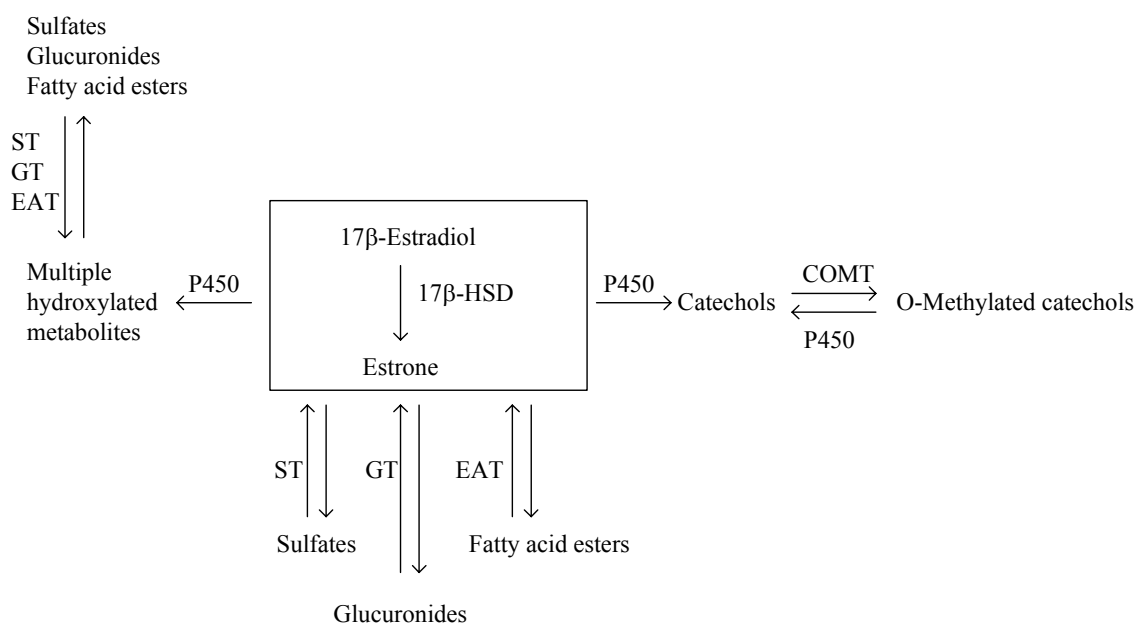 Sulfates
Glucuronides
Fatty acid esters
ST
GT
EAT
Multiple
hydroxylated
metabolites
P450
17β-Estradiol
17β-HSD
Estrone
P450
Catechols
COMT
P450
O-Methylated catechols
ST
GT
EAT
Sulfates
Fatty acid esters
Glucuronides